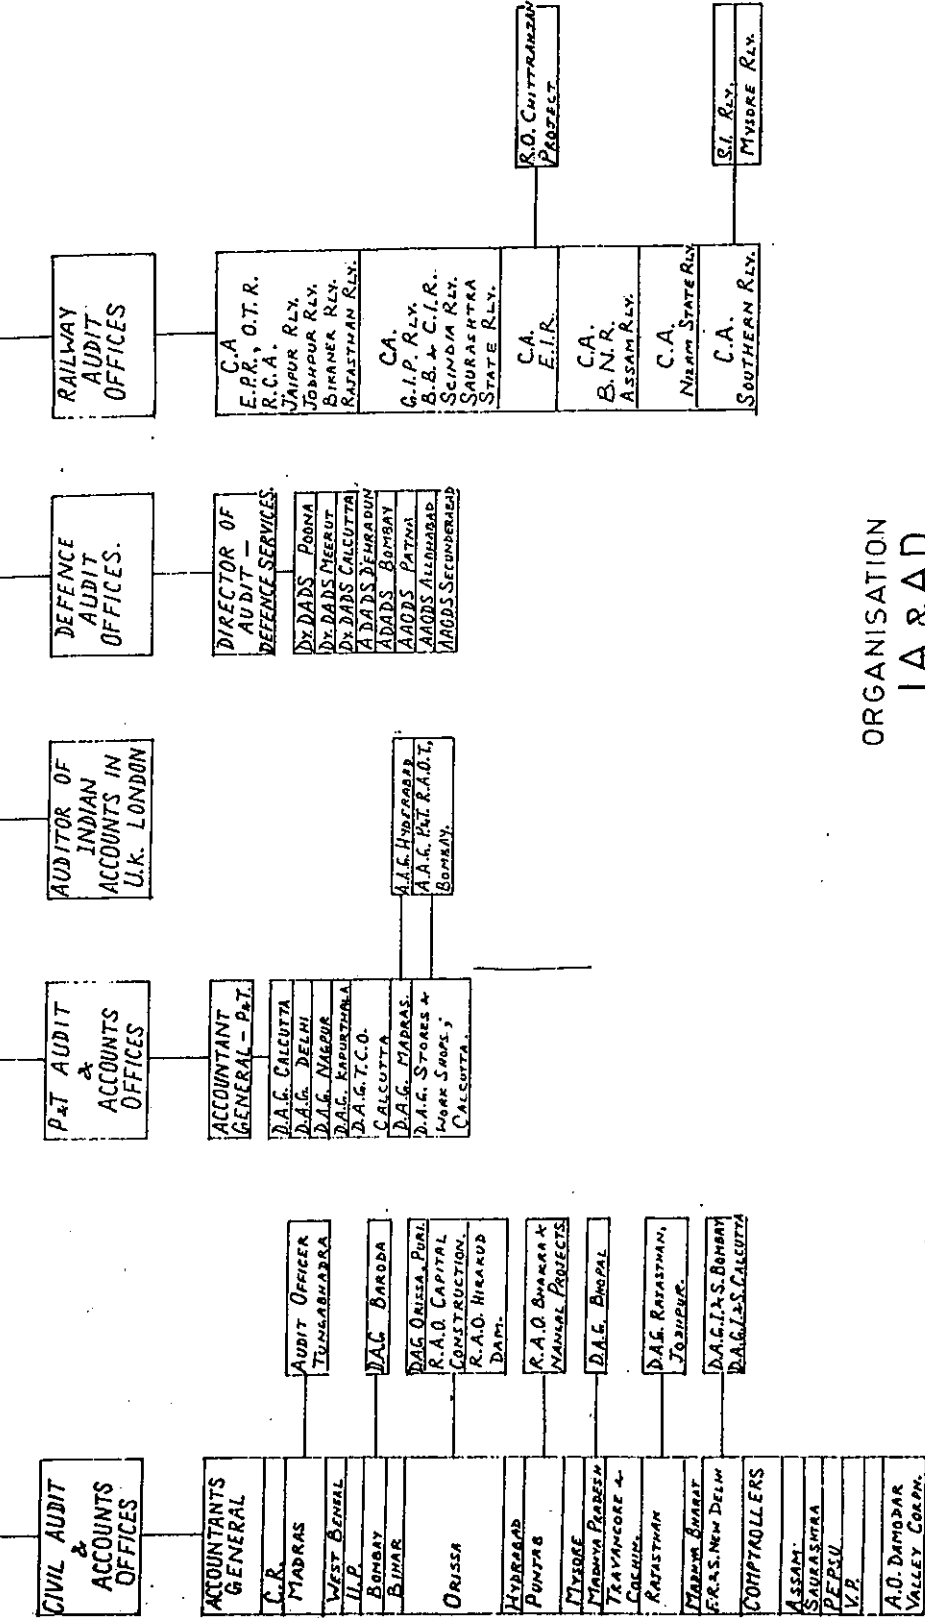 CIVIL AUDIT
&
ACCOUNTS
OFFICES
ACCOUNTANTS
GENERAL
C.R.
MADRAS
WEST BENGAL
U.P.
BOMBAY
BIHAR
ORISSA
HYDRABAD
PUNJAB
MYSORE
MADHYA PRADESH
TRAVANCORE &
COCHIN.
RAJASTHAN
MADHYA BHARAT
F.R.A.S. NEW DELHI
COMPTROLLERS
ASSAM.
SAURASHTRA
PEPSU
V.P.
A.O. DAMODAR
VALLEY CORPN.
AUDIT OFFICER
TUNGABHADRA
DAG BARODA
DAG ORISSA, PURI.
R.A.O. CAPITAL
CONSTRUCTION.
R.A.O. HIRAKUD
DAM.
R.A.O. BHAKRA &
NANGAL PROJECTS
D.A.G. BHOPAL
D.A.G. RAJASTHAN,
JODHPUR.
D.A.G.I.&S. BOMBAY
D.A.G.I.&S. CALCUTTA
P&T AUDIT
&
ACCOUNTS
OFFICES
ACCOUNTANT
GENERAL - P&T.
D.A.G. CALCUTTA
D.A.G. DELHI
D.A.G. NAGPUR
D.A.G. KAPURTHALA
D.A.G. T.C.O.
CALCUTTA
D.A.G. MADRAS.
D.A.G. STORES &
WORK SHOPS,
CALCUTTA.
A.A.G. HYDERABAD
A.A.G. P&T. R.A.O.T,
BOMBAY.
AUDITOR OF
INDIAN
ACCOUNTS IN
U.K. LONDON
DEFENCE
AUDIT
OFFICES.
DIRECTOR OF
AUDIT -
DEFENCE SERVICES.
Dy. DADS POONA
Dy. DADS MEERUT
Dy. DADS CALCUTTA
A DADS DEHRADUN
ADADS BOMBAY
AAODS PATNA
AAODS ALLAHABAD
AAODS SECUNDERABAD
RAILWAY
AUDIT
OFFICES
C.A
E.P.R., O.T.R.
R.C.A.
JAIPUR RLY.
JODHPUR RLY.
BIKANER RLY.
RAJASTHAN RLY.
CA.
G.I.P. RLY.
B.B. & C.I.R.
SCINDIA RLY.
SAURASHTRA
STATE RLY.
C.A.
E.I.R.
C.A.
B.N.R.
ASSAM RLY.
C.A.
NIZAM STATE RLY.
C.A.
SOUTHERN RLY.
R.O. CHITTRANJAN
PROJECT
S.I. RLY.
MYSORE RLY.
ORGANISATION
IA & AD